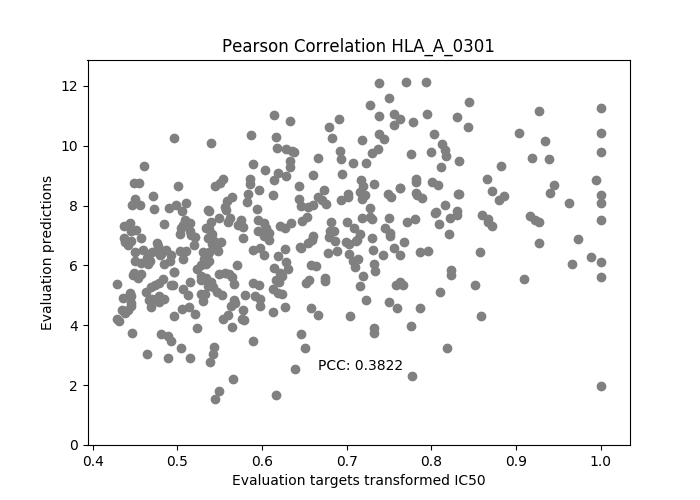 Pearson Correlation HLA_A_0301
12
10
8
6
4
2
0
Evaluation predictions
PCC: 0.3822
0.4 0.5 0.6 0.7 0.8 0.9 1.0
Evaluation targets transformed IC50